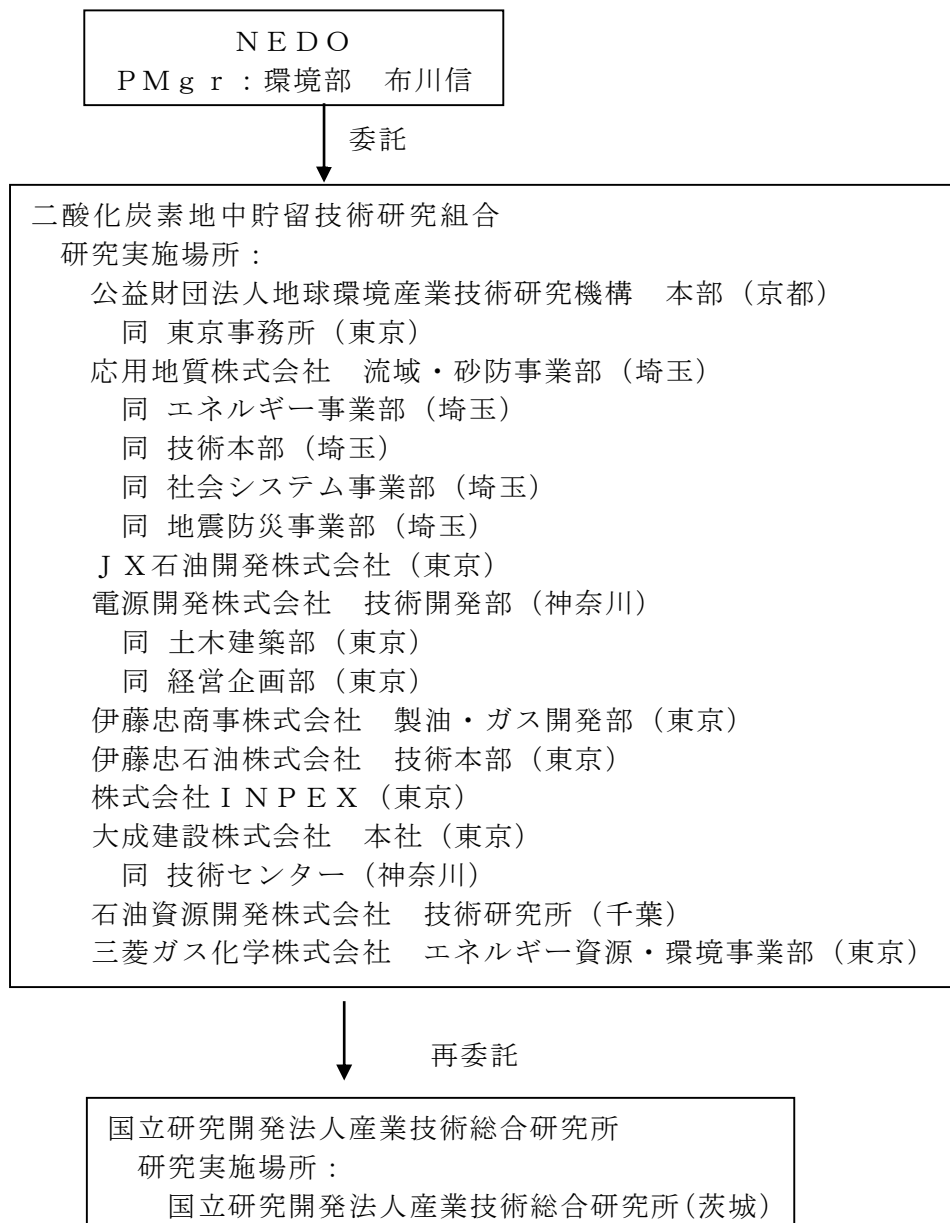 ＮＥＤＯ
ＰＭｇｒ：環境部　布川信
委託
二酸化炭素地中貯留技術研究組合
研究実施場所：
公益財団法人地球環境産業技術研究機構　本部（京都）
同 東京事務所（東京）
応用地質株式会社　流域・砂防事業部（埼玉）
同 エネルギー事業部（埼玉）
同 技術本部（埼玉）
同 社会システム事業部（埼玉）
同 地震防災事業部（埼玉）
ＪＸ石油開発株式会社（東京）
電源開発株式会社　技術開発部（神奈川）
同 土木建築部（東京）
同 経営企画部（東京）
伊藤忠商事株式会社　製油・ガス開発部（東京）
伊藤忠石油株式会社　技術本部（東京）
株式会社ＩＮＰＥＸ（東京）
大成建設株式会社　本社（東京）
同 技術センター（神奈川）
石油資源開発株式会社　技術研究所（千葉）
三菱ガス化学株式会社　エネルギー資源・環境事業部（東京）
再委託
国立研究開発法人産業技術総合研究所
研究実施場所：
国立研究開発法人産業技術総合研究所(茨城)